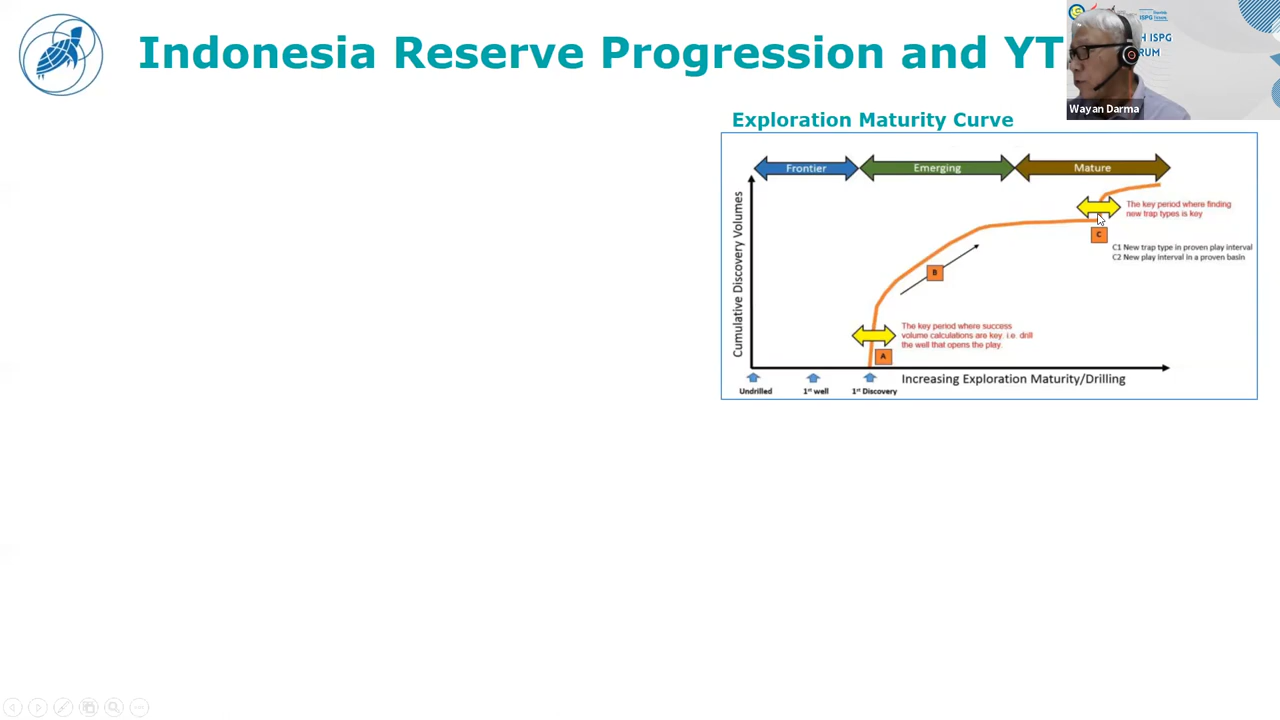 Indonesia Reserve Progression and YT
ISPG
H ISPG
RUM
Wayan Darma
Exploration Maturity Curve
Frontier
Emerging
Mature
Cumulative Discovery Volumes
The key period where finding
new trap types is key
C
C1 New trap type in proven play interval
C2 New play interval in a proven basin
B
The key period where success
volume calculations are key. i.e. drill
the well that opens the play.
A
Increasing Exploration Maturity/Drilling
Undrilled
1st well
1st Discovery